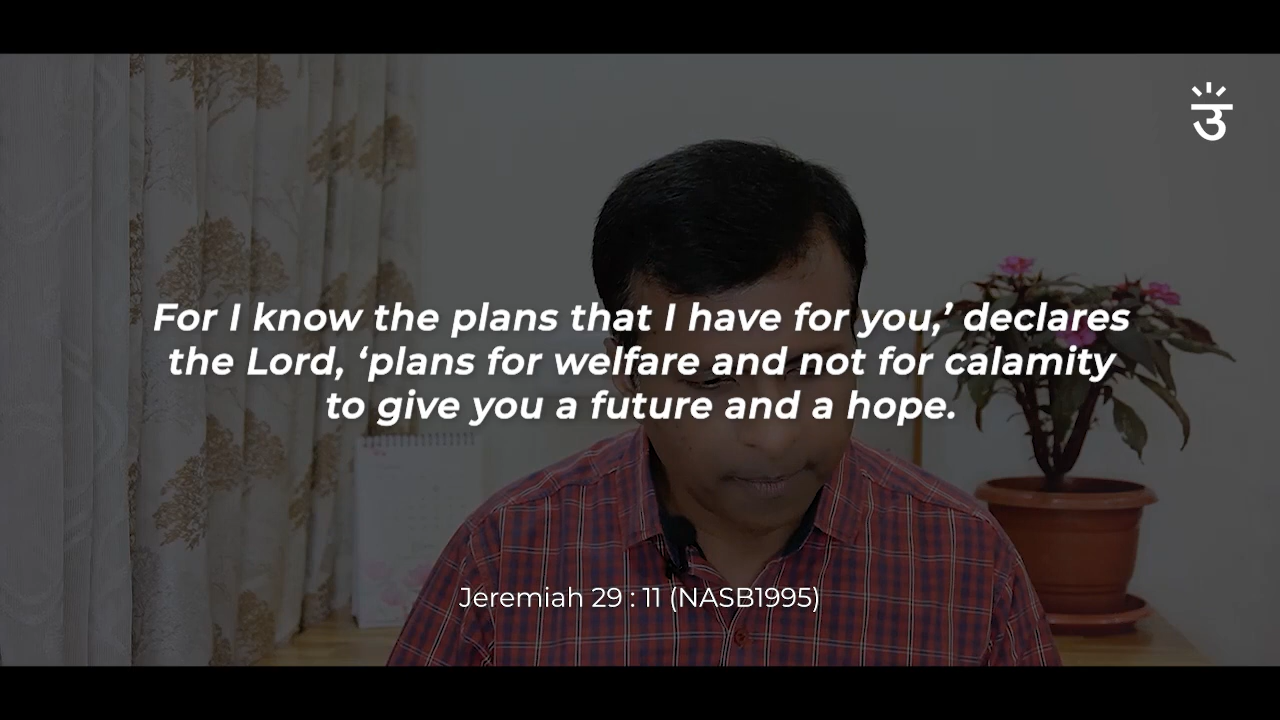 उ
For I know the plans that I have for you,’ declares
the Lord, ‘plans for welfare and not for calamity
to give you a future and a hope.
Jeremiah 29 : 11 (NASB1995)